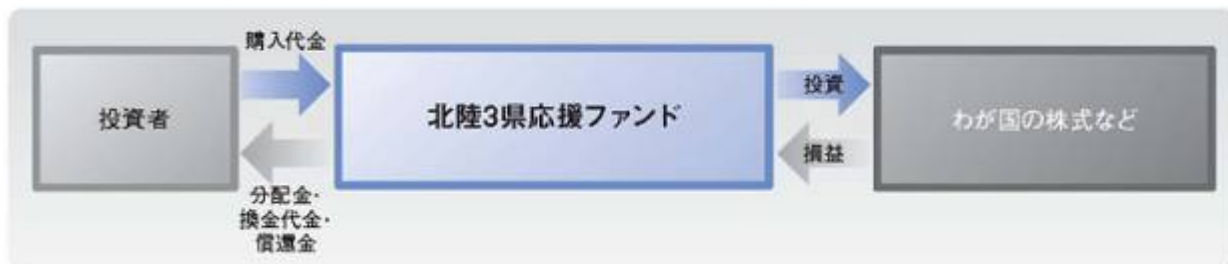 購入代金
投資者
北陸3県応援ファンド
投資
損益
わが国の株式など
分配金・
換金代金・
償還金